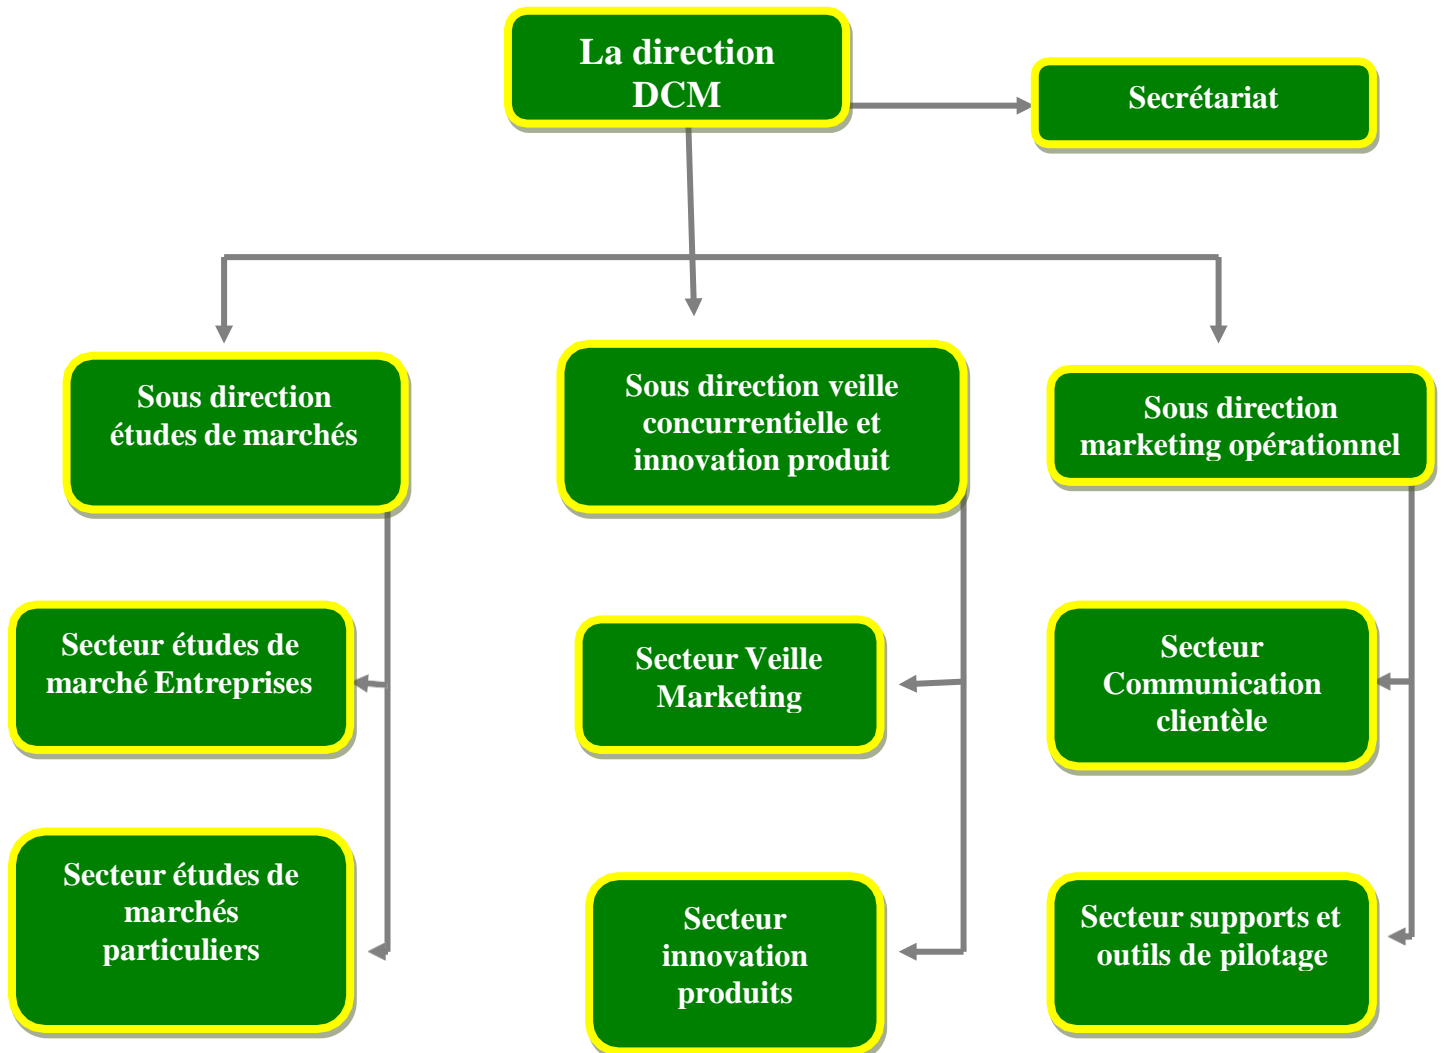 La direction
DCM
Secrétariat
Sous direction
études de marchés
Sous direction veille
concurrentielle et
innovation produit
Sous direction
marketing opérationnel
Secteur études de
marché Entreprises
Secteur Veille
Marketing
Secteur
Communication
clientèle
Secteur études de
marchés
particuliers
Secteur
innovation
produits
Secteur supports et
outils de pilotage